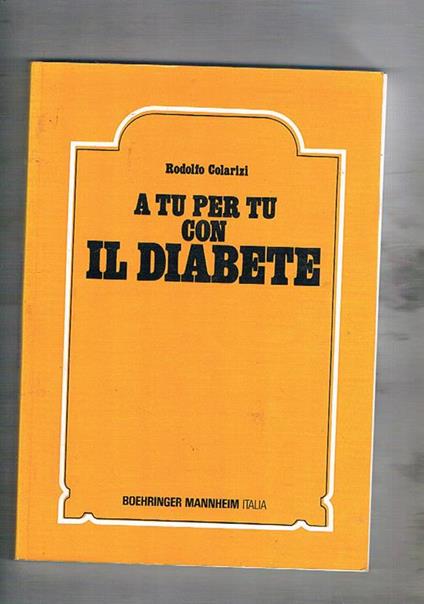 Rodolfo Colarizi
A TU PER TU
CON
IL DIABETE
BOEHRINGER MANNHEIM ITALIA